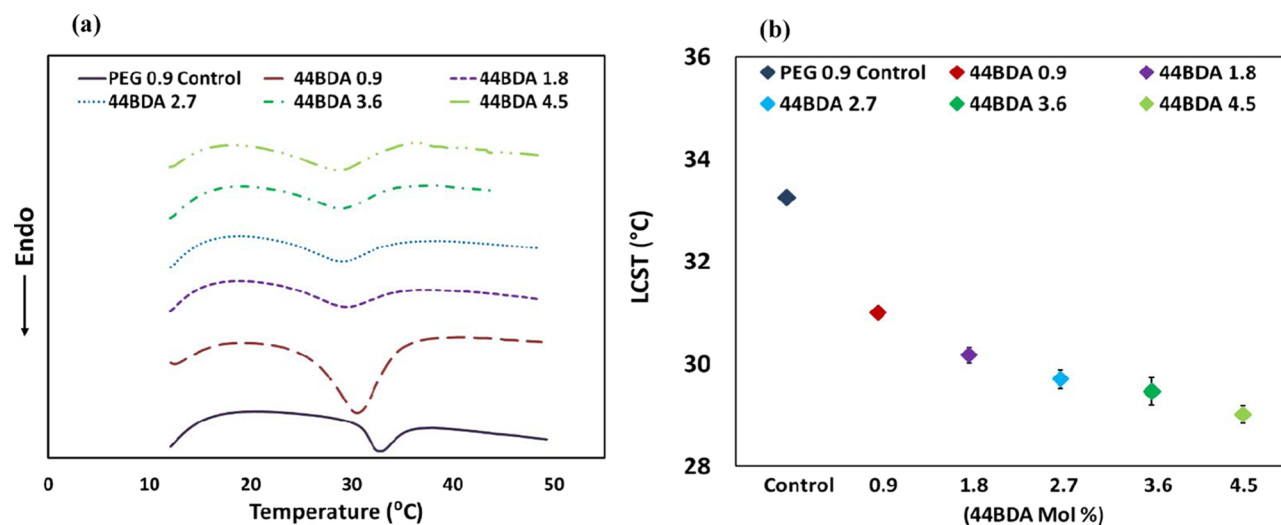 (a)
PEG 0.9 Control 44BDA 0.9 44BDA 1.8
44BDA 2.7 44BDA 3.6 44BDA 4.5
Endo
0 10 20 30 40 50
Temperature (⁰C)
(b)
36
34
32
30
28
LCST (°C)
PEG 0.9 Control 44BDA 0.9 44BDA 1.8
44BDA 2.7 44BDA 3.6 44BDA 4.5
Control 0.9 1.8 2.7 3.6 4.5
(44BDA Mol %)